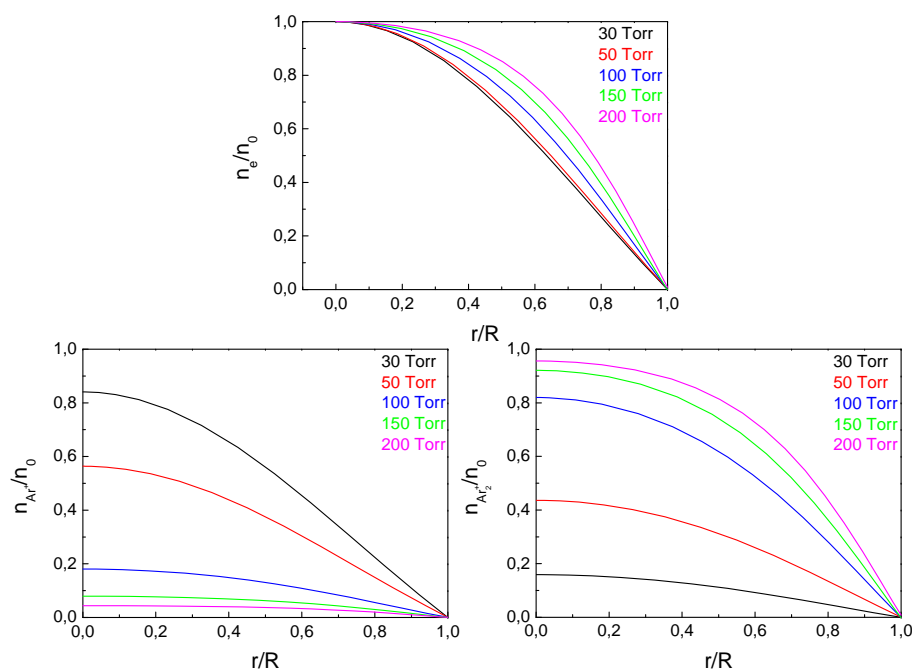 1,0
0,8
0,6
0,4
0,2
0,0
n_e/n_0
30 Torr
50 Torr
100 Torr
150 Torr
200 Torr
0,0 0,2 0,4 0,6 0,8 1,0
r/R
1,0
0,8
0,6
0,4
0,2
0,0
n_Ar^+/n_0
30 Torr
50 Torr
100 Torr
150 Torr
200 Torr
0,0 0,2 0,4 0,6 0,8 1,0
r/R
1,0
0,8
0,6
0,4
0,2
0,0
n_Ar_2^+/n_0
30 Torr
50 Torr
100 Torr
150 Torr
200 Torr
0,0 0,2 0,4 0,6 0,8 1,0
r/R